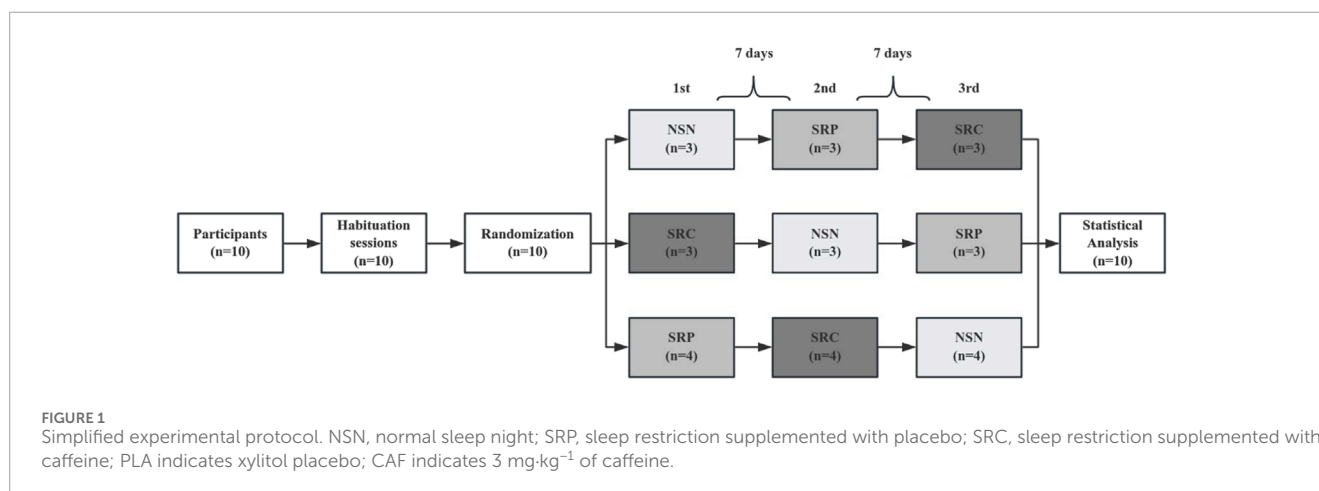 7 days
7 days
1st
2nd
3rd
NSN
(n=3)
SRP
(n=3)
SRC
(n=3)
Participants
(n=10)
Habituation
sessions
(n=10)
Randomization
(n=10)
SRC
(n=3)
NSN
(n=3)
SRP
(n=3)
Statistical
Analysis
(n=10)
SRP
(n=4)
SRC
(n=4)
NSN
(n=4)
FIGURE 1
Simplified experimental protocol. NSN, normal sleep night; SRP, sleep restriction supplemented with placebo; SRC, sleep restriction supplemented with
caffeine; PLA indicates xylitol placebo; CAF indicates 3 mg·kg⁻¹ of caffeine.